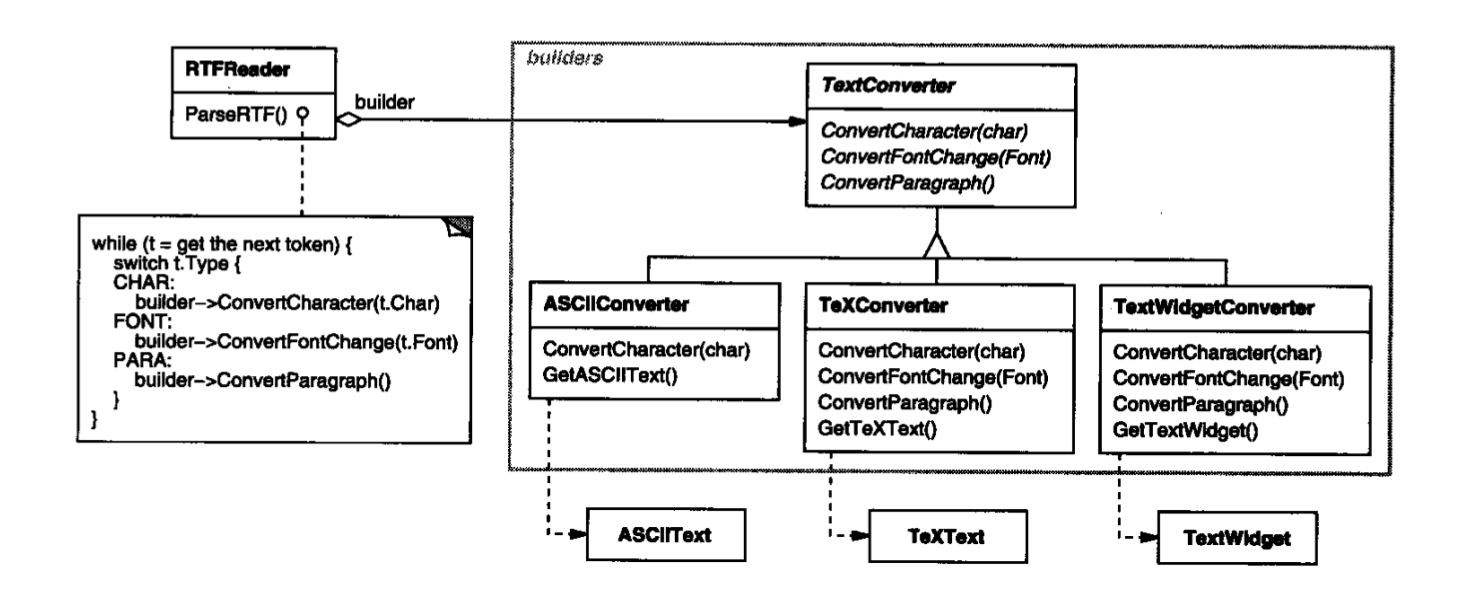 RTFReader
ParseRTF()
builder
while (t = get the next token) {
switch t.Type {
CHAR:
builder–>ConvertCharacter(t.Char)
FONT:
builder–>ConvertFontChange(t.Font)
PARA:
builder–>ConvertParagraph()
}
}
builders
TextConverter
ConvertCharacter(char)
ConvertFontChange(Font)
ConvertParagraph()
ASCIIConverter
ConvertCharacter(char)
GetASCIIText()
TeXConverter
ConvertCharacter(char)
ConvertFontChange(Font)
ConvertParagraph()
GetTeXText()
TextWidgetConverter
ConvertCharacter(char)
ConvertFontChange(Font)
ConvertParagraph()
GetTextWidget()
ASCIIText
TeXText
TextWidget